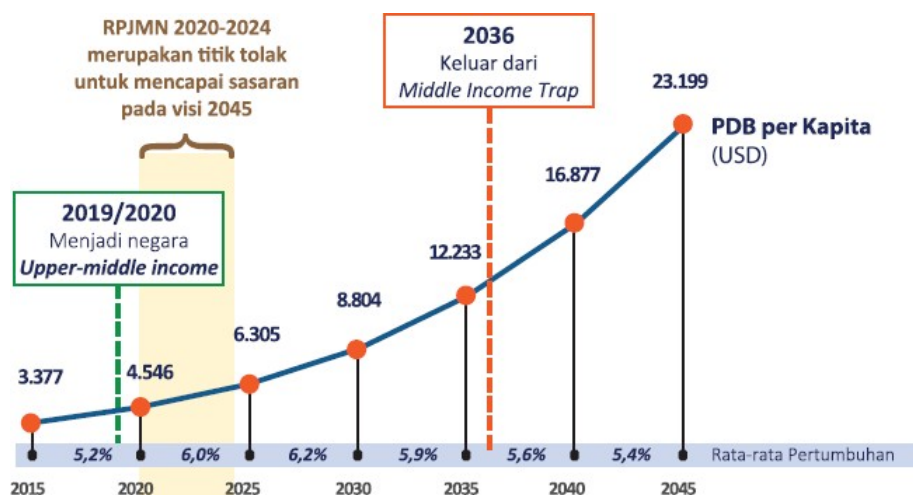 RPJMN 2020-2024
merupakan titik tolak
untuk mencapai sasaran
pada visi 2045
2036
Keluar dari
Middle Income Trap
2019/2020
Menjadi negara
Upper-middle income
3.377
4.546
6.305
8.804
12.233
16.877
23.199
PDB per Kapita
(USD)
5,2%
6,0%
6,2%
5,9%
5,6%
5,4%
Rata-rata Pertumbuhan
2015
2020
2025
2030
2035
2040
2045